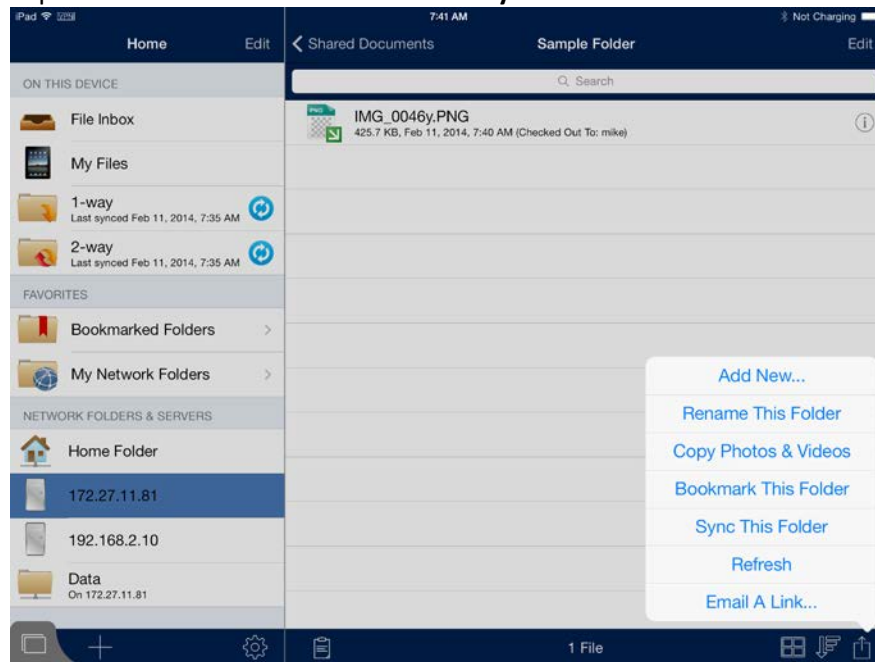 iPad
7:41 AM
Not Charging
Home
Edit
Shared Documents
Sample Folder
Edit
ON THIS DEVICE
Search
File Inbox
My Files
1-way
Last synced Feb 11, 2014, 7:35 AM
2-way
Last synced Feb 11, 2014, 7:35 AM
FAVORITES
Bookmarked Folders
My Network Folders
NETWORK FOLDERS & SERVERS
Home Folder
172.27.11.81
192.168.2.10
Data
On 172.27.11.81
PNG
IMG_0046y.PNG
425.7 KB, Feb 11, 2014, 7:40 AM (Checked Out To: mike)
Add New...
Rename This Folder
Copy Photos & Videos
Bookmark This Folder
Sync This Folder
Refresh
Email A Link...
1 File